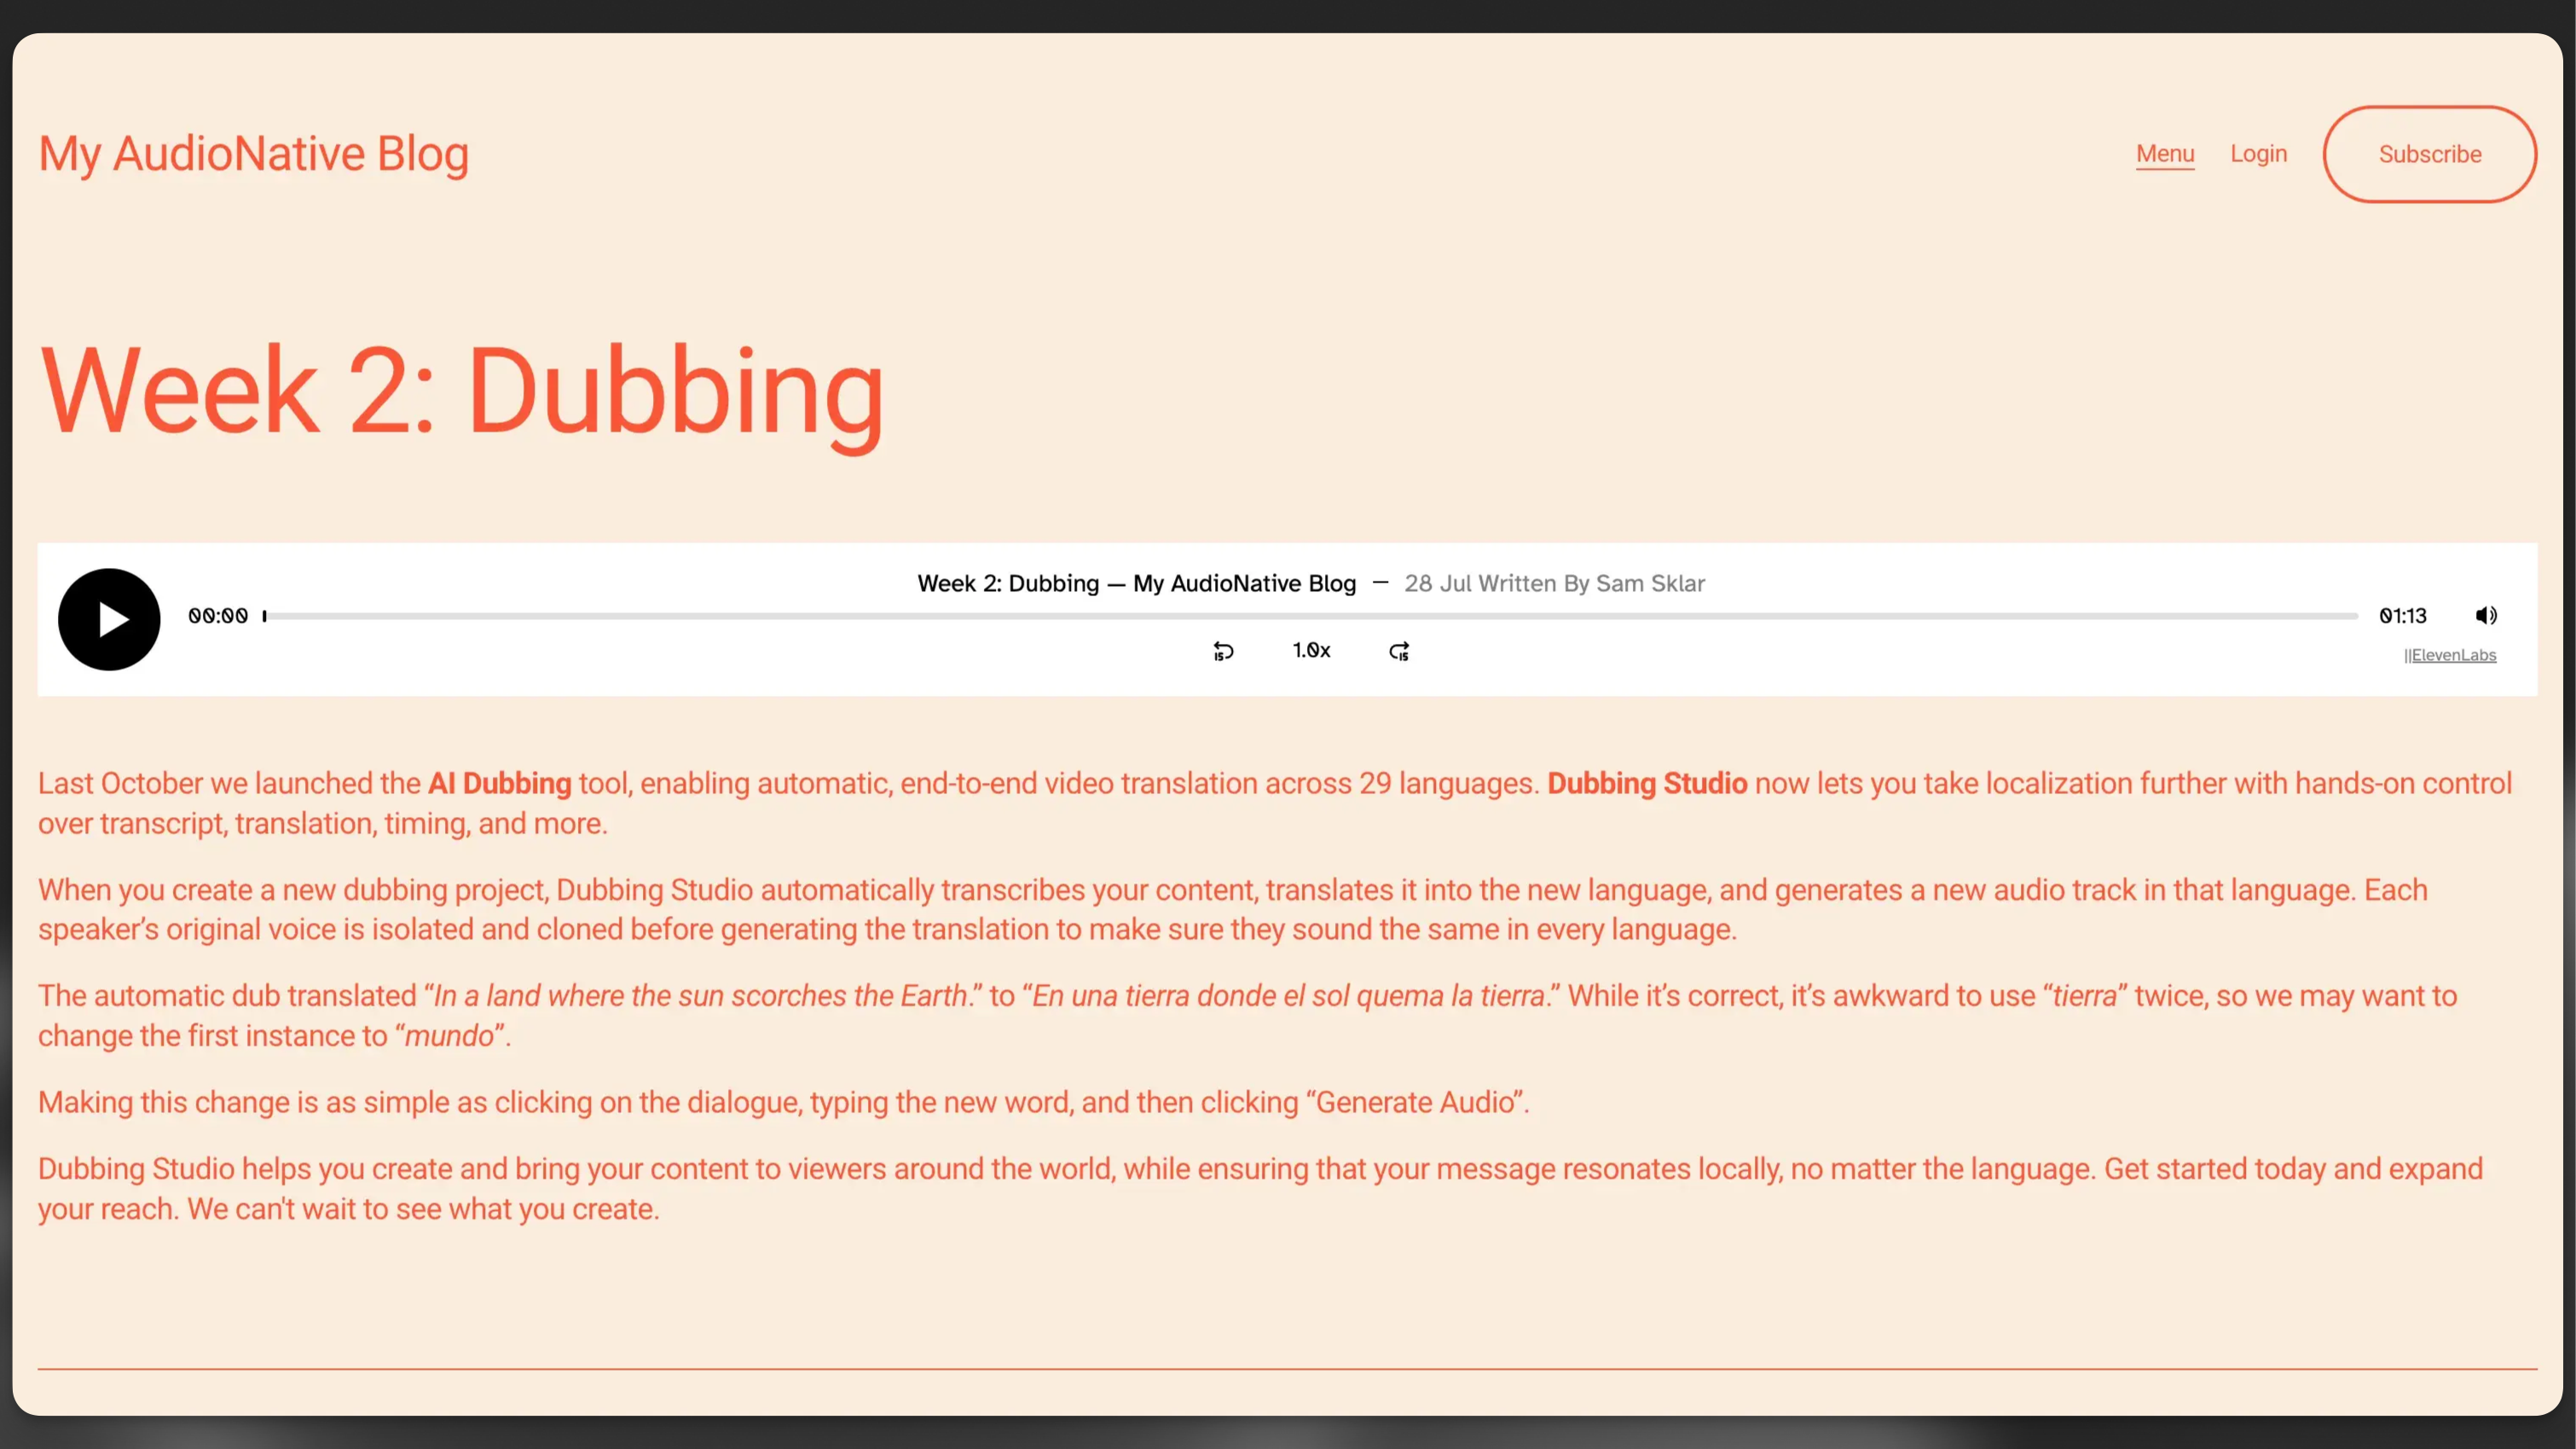 My AudioNative Blog
Menu Login Subscribe
Week 2: Dubbing
Week 2: Dubbing — My AudioNative Blog — 28 Jul Written By Sam Sklar
00:00 01:13
15 1.0x 15
||ElevenLabs
Last October we launched the AI Dubbing tool, enabling automatic, end-to-end video translation across 29 languages. Dubbing Studio now lets you take localization further with hands-on control
over transcript, translation, timing, and more.
When you create a new dubbing project, Dubbing Studio automatically transcribes your content, translates it into the new language, and generates a new audio track in that language. Each
speaker’s original voice is isolated and cloned before generating the translation to make sure they sound the same in every language.
The automatic dub translated “In a land where the sun scorches the Earth.” to “En una tierra donde el sol quema la tierra.” While it’s correct, it’s awkward to use “tierra” twice, so we may want to
change the first instance to “mundo”.
Making this change is as simple as clicking on the dialogue, typing the new word, and then clicking “Generate Audio”.
Dubbing Studio helps you create and bring your content to viewers around the world, while ensuring that your message resonates locally, no matter the language. Get started today and expand
your reach. We can't wait to see what you create.